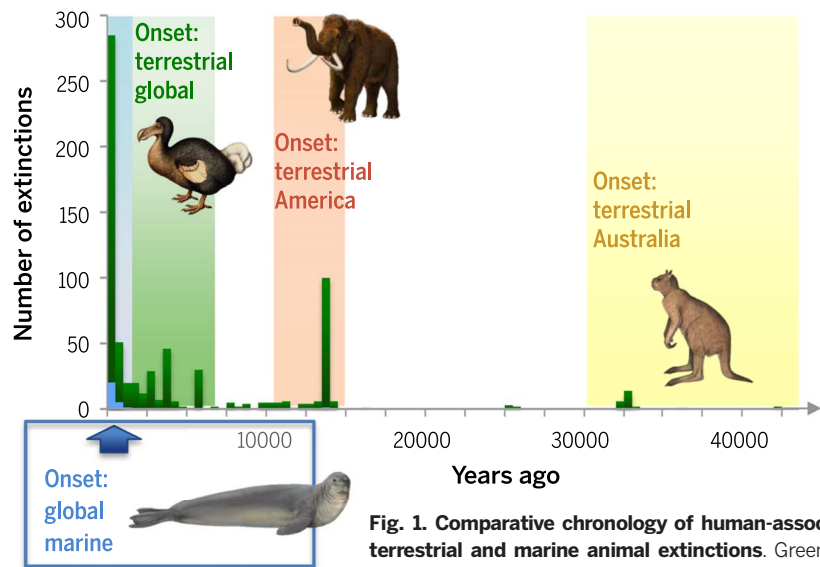 300
250
200
150
100
50
0
Number of extinctions
Onset:
terrestrial
global
Onset:
terrestrial
America
Onset:
terrestrial
Australia
10000 20000 30000 40000
Years ago
Onset:
global
marine
Fig. 1. Comparative chronology of human-assoc
terrestrial and marine animal extinctions. Green